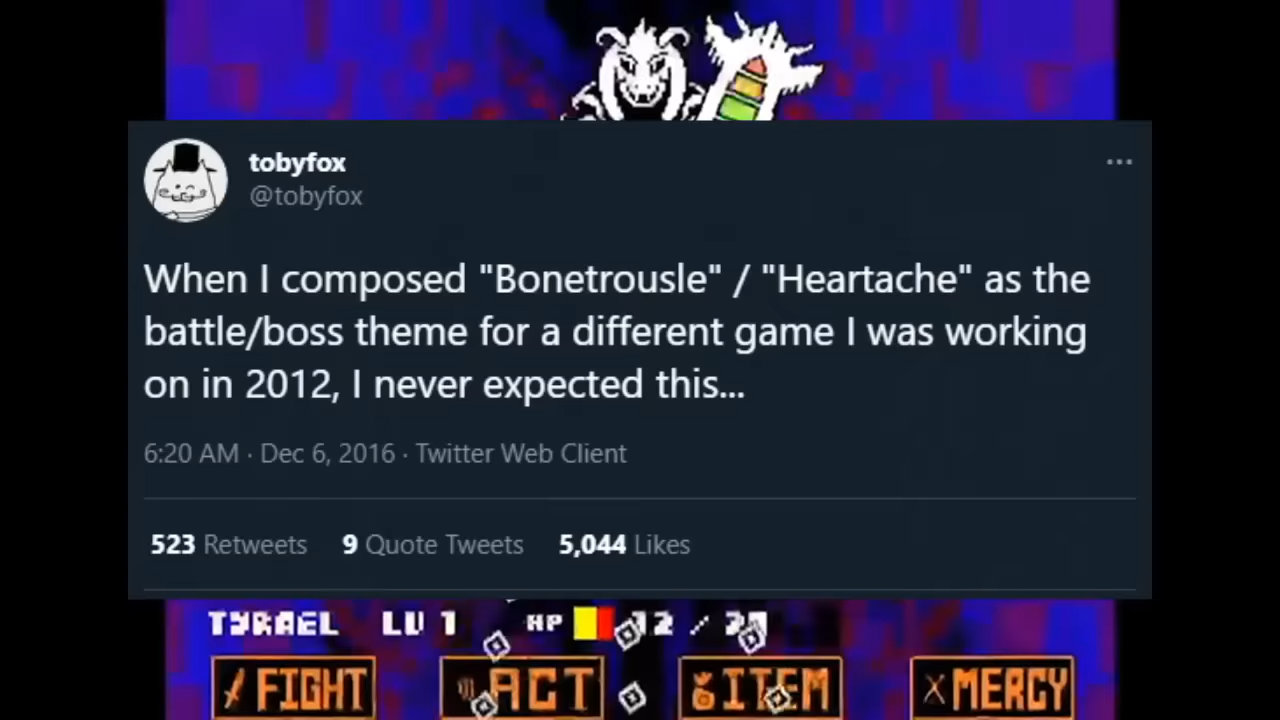 tobyfox
@tobyfox
When I composed "Bonetrousle" / "Heartache" as the
battle/boss theme for a different game I was working
on in 2012, I never expected this...
6:20 AM · Dec 6, 2016 · Twitter Web Client
523 Retweets 9 Quote Tweets 5,044 Likes
TYRAEL LV 1 HP 12 /
FIGHT ACT ITEM MERCY